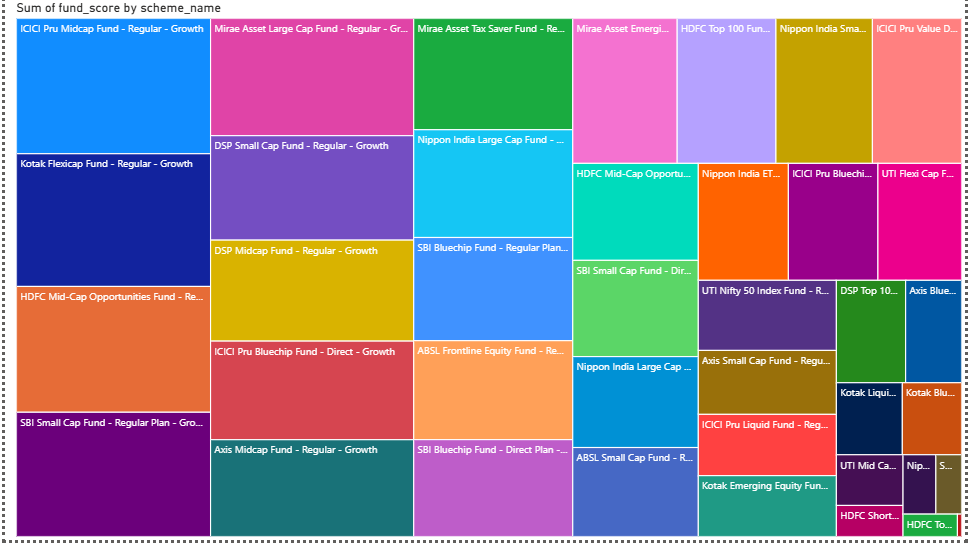 Sum of fund_score by scheme_name
ICICI Pru Midcap Fund - Regular - Growth
Kotak Flexicap Fund - Regular - Growth
HDFC Mid-Cap Opportunities Fund - Re...
SBI Small Cap Fund - Regular Plan - Gro...
Mirae Asset Large Cap Fund - Regular - Gr...
DSP Small Cap Fund - Regular - Growth
DSP Midcap Fund - Regular - Growth
ICICI Pru Bluechip Fund - Direct - Growth
Axis Midcap Fund - Regular - Growth
Mirae Asset Tax Saver Fund - Re...
Nippon India Large Cap Fund - ...
SBI Bluechip Fund - Regular Plan...
ABSL Frontline Equity Fund - Re...
SBI Bluechip Fund - Direct Plan -...
Mirae Asset Emergi...
HDFC Top 100 Fun...
Nippon India Sma...
ICICI Pru Value D...
HDFC Mid-Cap Opportu...
SBI Small Cap Fund - Dir...
Nippon India Large Cap ...
ABSL Small Cap Fund - R...
Nippon India ET...
ICICI Pru Bluechi...
UTI Flexi Cap F...
UTI Nifty 50 Index Fund - R...
Axis Small Cap Fund - Regu...
ICICI Pru Liquid Fund - Reg...
Kotak Emerging Equity Fun...
DSP Top 10...
Axis Blue...
Kotak Liqui...
Kotak Blu...
UTI Mid Ca...
HDFC Short...
Nip...
S...
HDFC To...